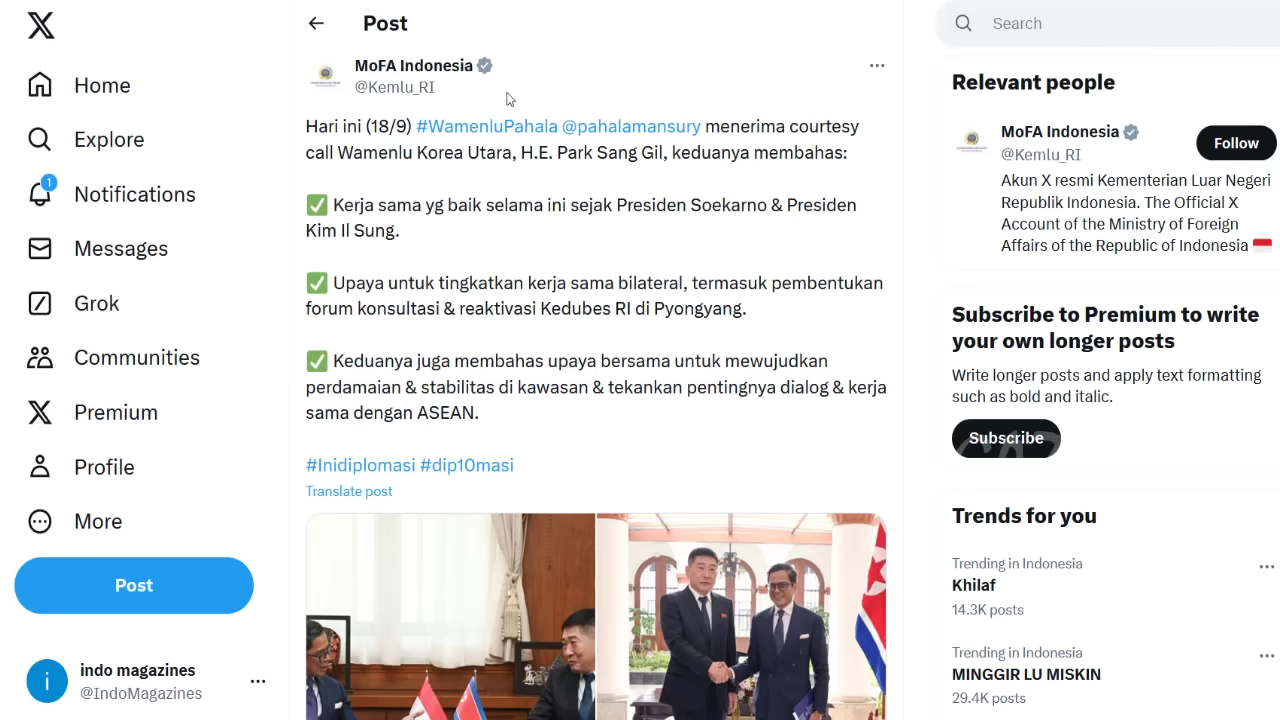 Home
Explore
1
Notifications
Messages
Grok
Communities
Premium
Profile
More
Post
indo magazines
@IndoMagazines
Post
MoFA Indonesia
@Kemlu_RI
Hari ini (18/9) #WamenluPahala @pahalamansury menerima courtesy
call Wamenlu Korea Utara, H.E. Park Sang Gil, keduanya membahas:
✅ Kerja sama yg baik selama ini sejak Presiden Soekarno & Presiden
Kim Il Sung.
✅ Upaya untuk tingkatkan kerja sama bilateral, termasuk pembentukan
forum konsultasi & reaktivasi Kedubes RI di Pyongyang.
✅ Keduanya juga membahas upaya bersama untuk mewujudkan
perdamaian & stabilitas di kawasan & tekankan pentingnya dialog & kerja
sama dengan ASEAN.
#Inidiplomasi #dip10masi
Translate post
Search
Relevant people
MoFA Indonesia
@Kemlu_RI
Follow
Akun X resmi Kementerian Luar Negeri
Republik Indonesia. The Official X
Account of the Ministry of Foreign
Affairs of the Republic of Indonesia 🇮🇩
Subscribe to Premium to write
your own longer posts
Write longer posts and apply text formatting
such as bold and italic.
Subscribe
Trends for you
Trending in Indonesia
Khilaf
14.3K posts
Trending in Indonesia
MINGGIR LU MISKIN
29.4K posts